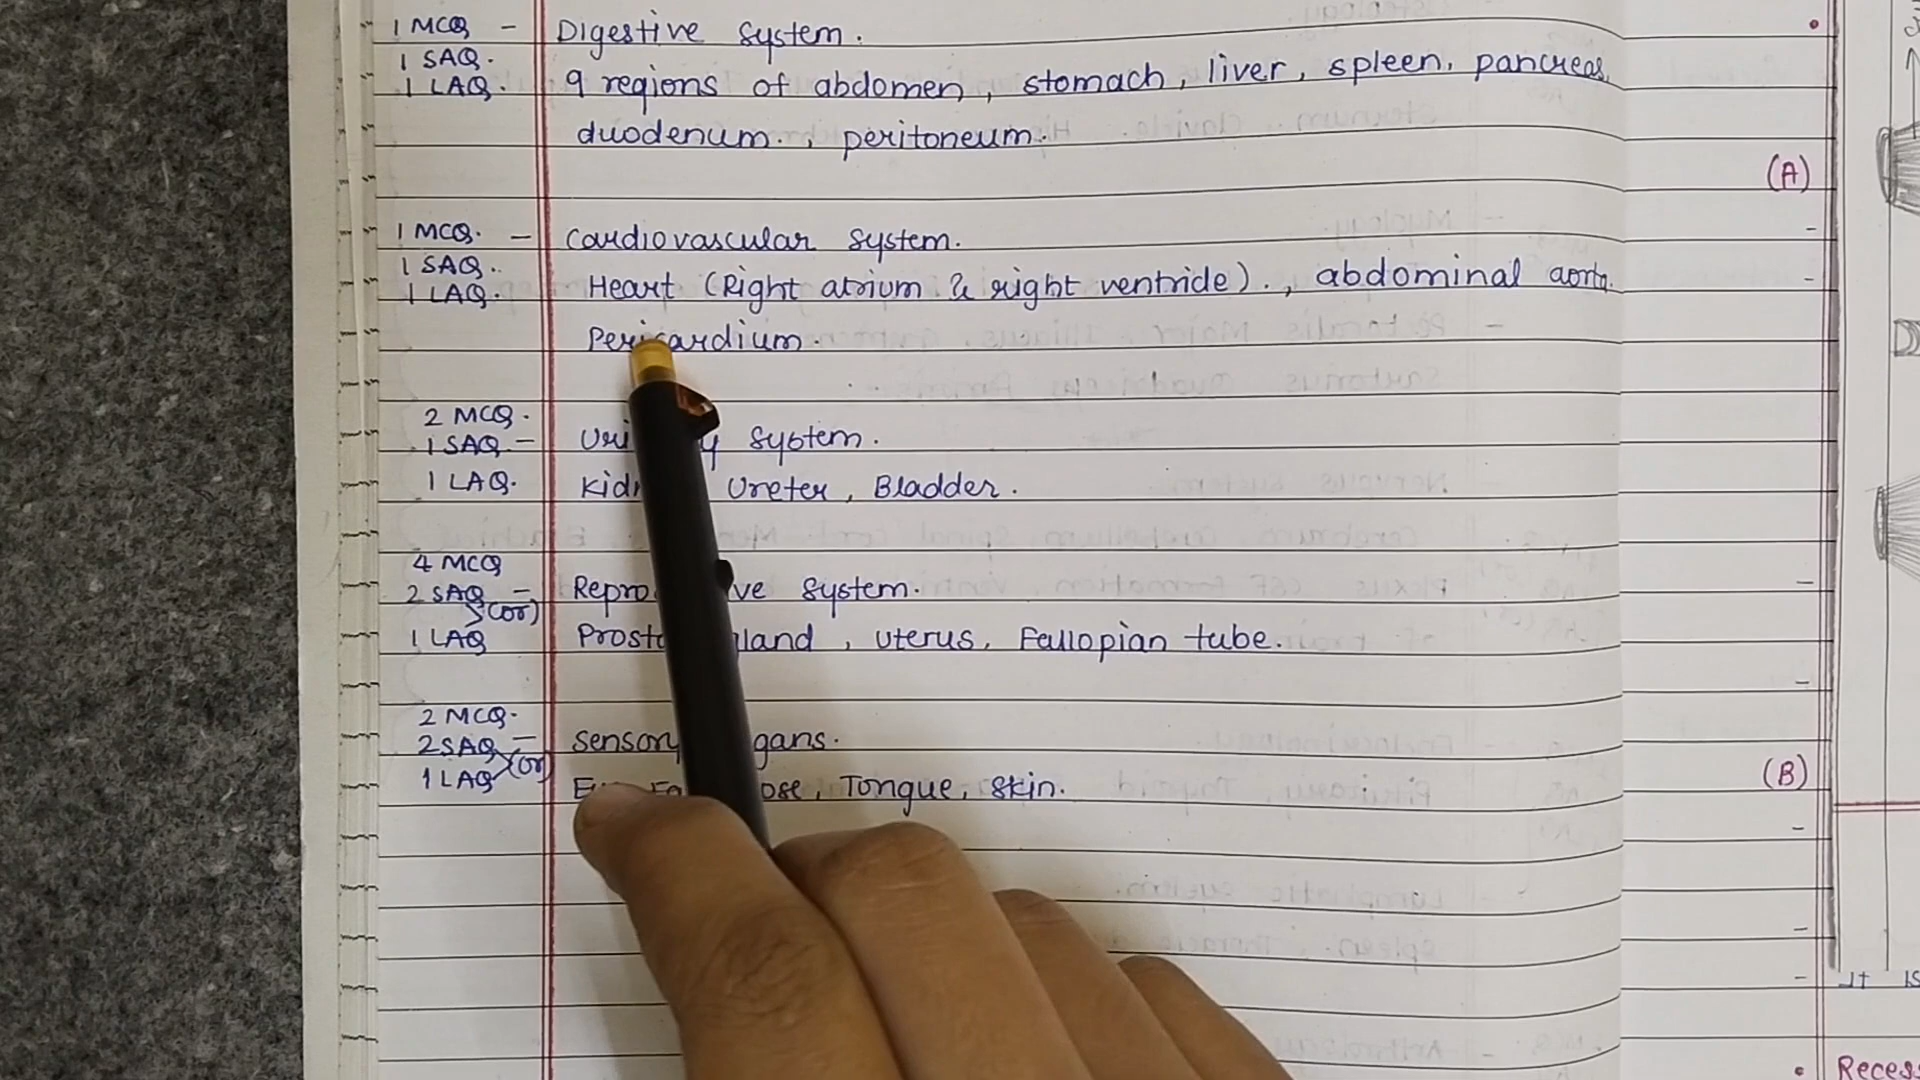 1 MCQ - Digestive System.
1 SAQ.
1 LAQ. 9 regions of abdomen, stomach, liver, spleen, pancreas,
duodenum., peritoneum.
(A)
1 MCQ. - Cardiovascular System.
1 SAQ..
1 LAQ. Heart (Right atrium & right ventricle)., abdominal aorta.
Pericardium.
2 MCQ.
1 SAQ - System.
1 LAQ. Ureter, Bladder.
4 MCQ
2 SAQ - System.
(or)
1 LAQ gland, uterus, Fallopian tube.
2 MCQ.
2 SAQ - Sensory
(or)
1 LAQ Tongue, skin.
(B)